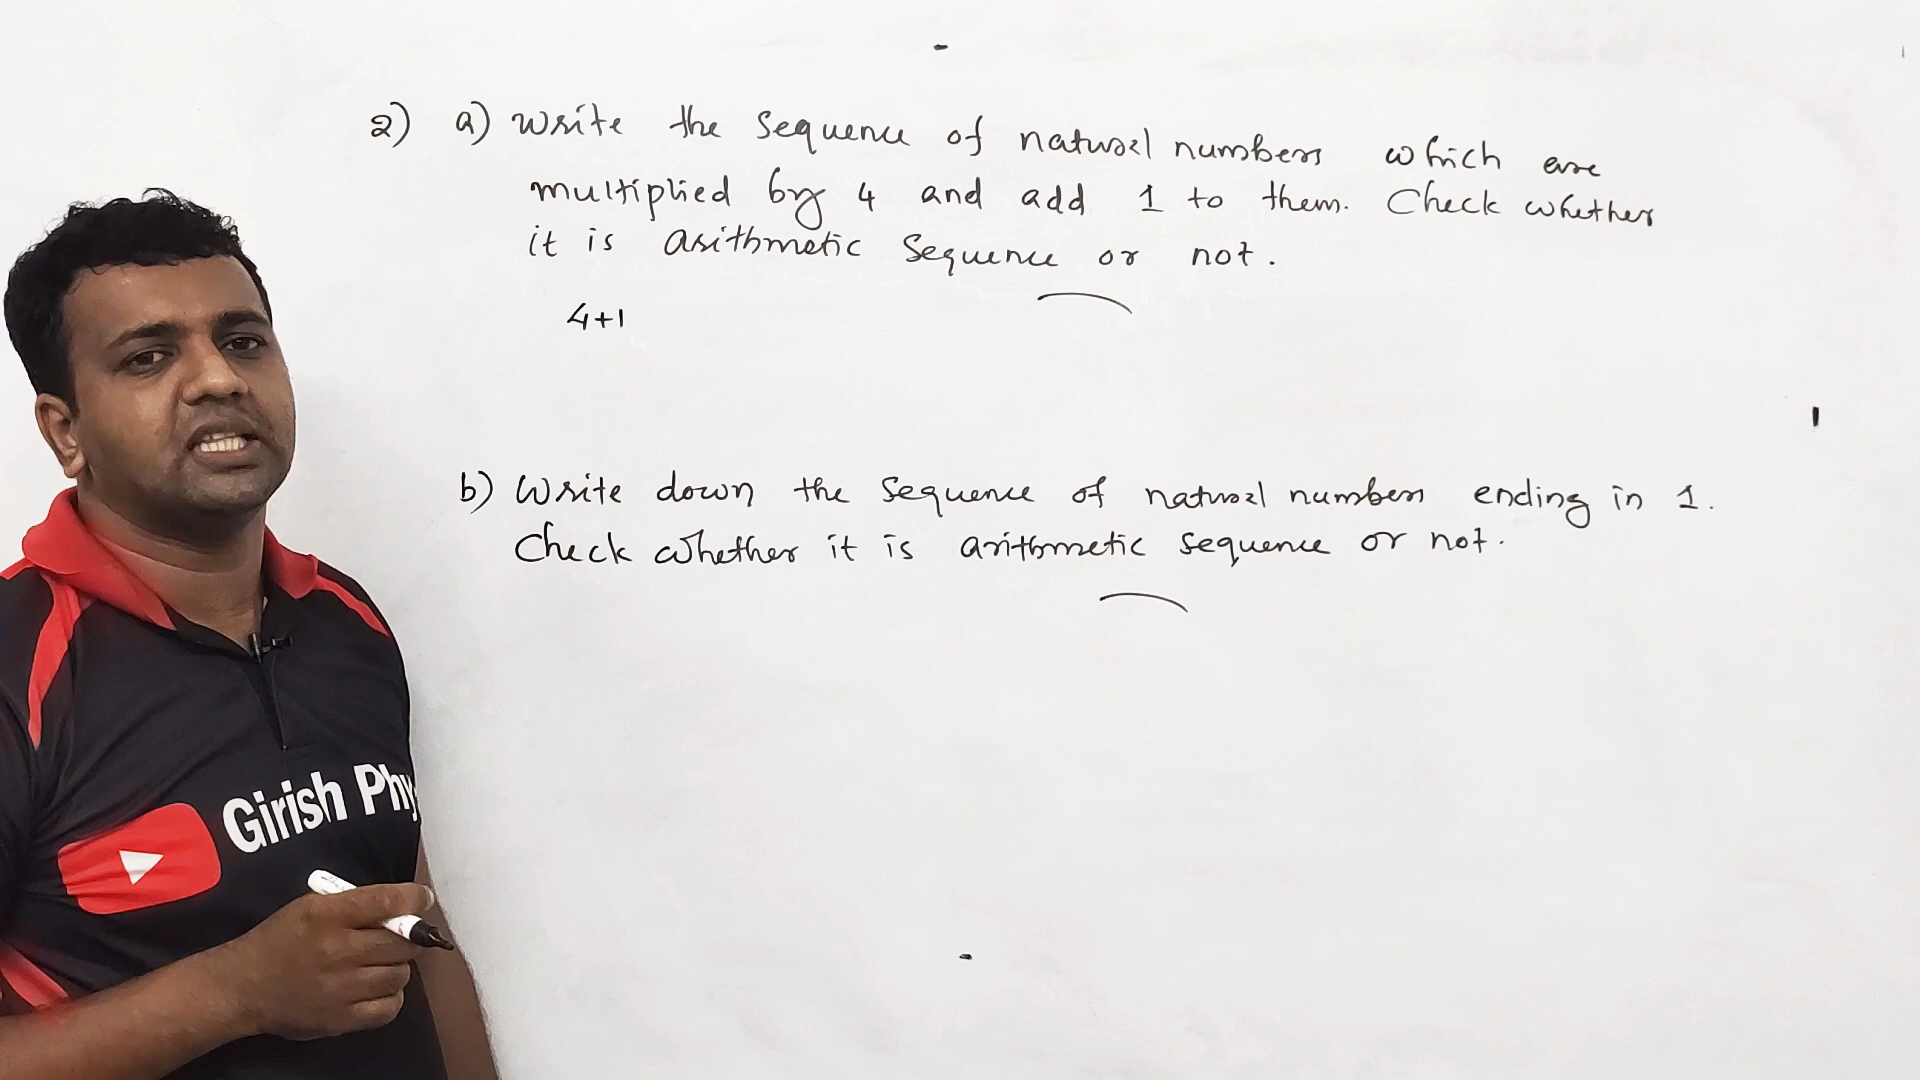 2) a) Write the sequence of natural numbers which are
multiplied by 4 and add 1 to them. Check whether
it is arithmetic sequence or not.
4+1
b) Write down the sequence of natural numbers ending in 1.
Check whether it is arithmetic sequence or not.
Girish Phy